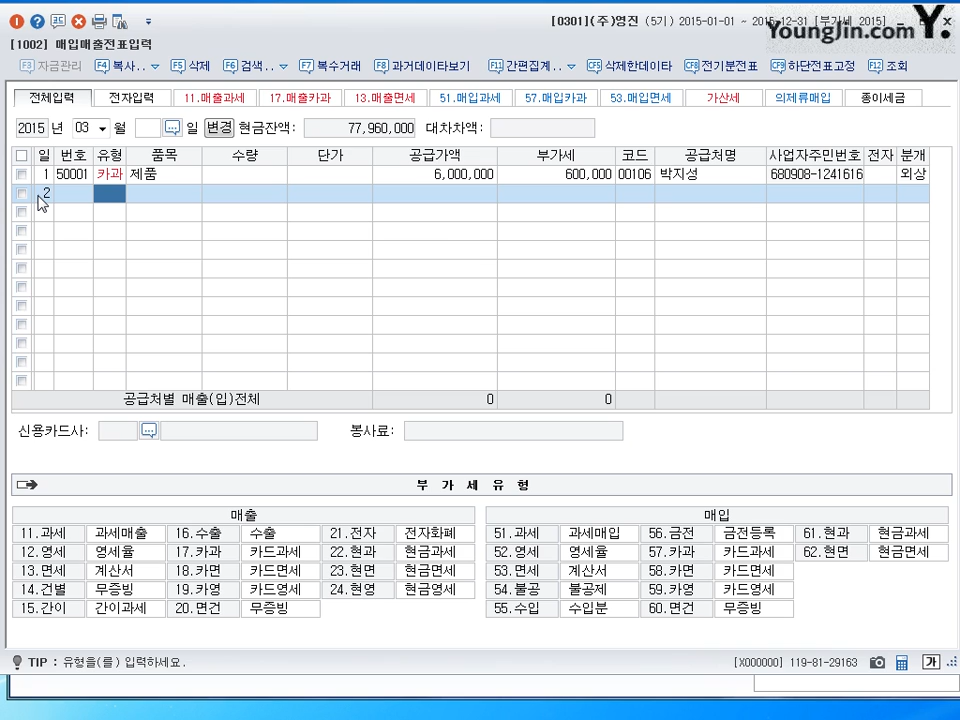 [0301](주)영진 (5기) 2015-01-01 ~ 2015-12-31 [부가세 2015]
YoungJin.com Y.
[1002] 매입매출전표입력
F3 자금관리 F4 복사.. F5 삭제 F6 검색.. F7 복수거래 F8 과거데이타보기 F11 간편집계.. CF5 삭제한데이타 CF8 전기분전표 CF9 하단전표고정 F12 조회
전체입력 전자입력 11.매출과세 17.매출카과 13.매출면세 51.매입과세 57.매입카과 53.매입면세 가산세 의제류매입 종이세금
2015 년 03 월 일 변경 현금잔액: 77,960,000 대차차액:
일 번호 유형 품목 수량 단가 공급가액 부가세 코드 공급처명 사업자주민번호 전자 분개
1 50001 카과 제품 6,000,000 600,000 00106 박지성 680908-1241616 외상
2
공급처별 매출(입)전체 0 0
신용카드사: 봉사료:
부 가 세 유 형
매출 매입
11.과세 과세매출 16.수출 수출 21.전자 전자화폐 51.과세 과세매입 56.금전 금전등록 61.현과 현금과세
12.영세 영세율 17.카과 카드과세 22.현과 현금과세 52.영세 영세율 57.카과 카드과세 62.현면 현금면세
13.면세 계산서 18.카면 카드면세 23.현면 현금면세 53.면세 계산서 58.카면 카드면세
14.건별 무증빙 19.카영 카드영세 24.현영 현금영세 54.불공 불공제 59.카영 카드영세
15.간이 간이과세 20.면건 무증빙 55.수입 수입분 60.면건 무증빙
TIP : 유형을(를) 입력하세요.
[X000000] 119-81-29163 가